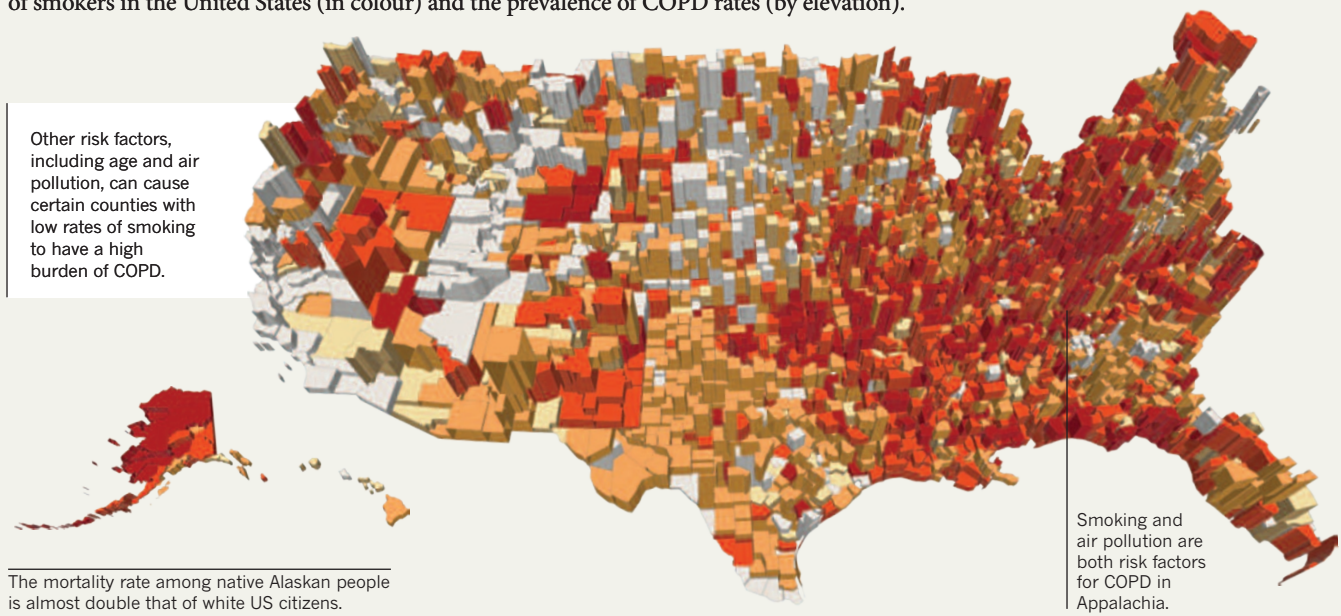 of smokers in the United States (in colour) and the prevalence of COPD rates (by elevation).
Other risk factors,
including age and air
pollution, can cause
certain counties with
low rates of smoking
to have a high
burden of COPD.
The mortality rate among native Alaskan people
is almost double that of white US citizens.
Smoking and
air pollution are
both risk factors
for COPD in
Appalachia.